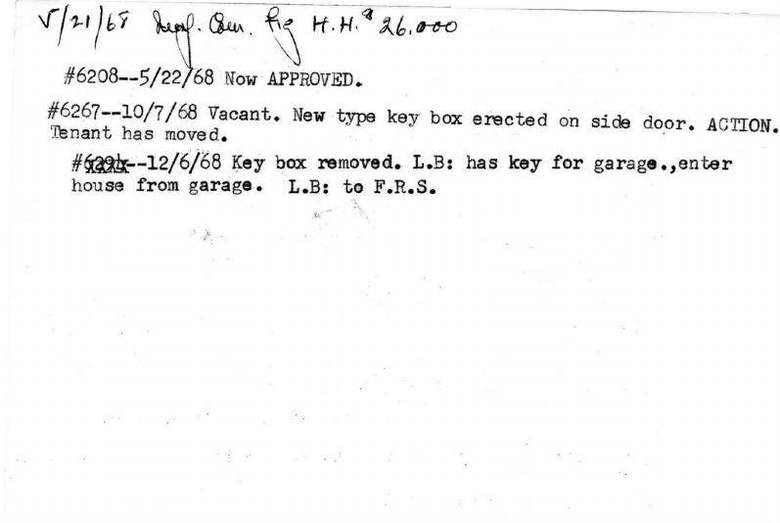 5/21/68 Com. fig H.H. $26,000
#6208--5/22/68 Now APPROVED.
#6267--10/7/68 Vacant. New type key box erected on side door. ACTION.
Tenant has moved.
--12/6/68 Key box removed. L.B: has key for garage.,enter
house from garage. L.B: to F.R.S.